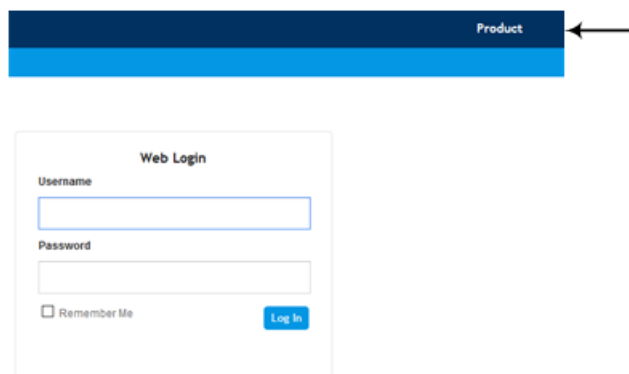 Product
Web Login
Username
Password
Remember Me
Log In